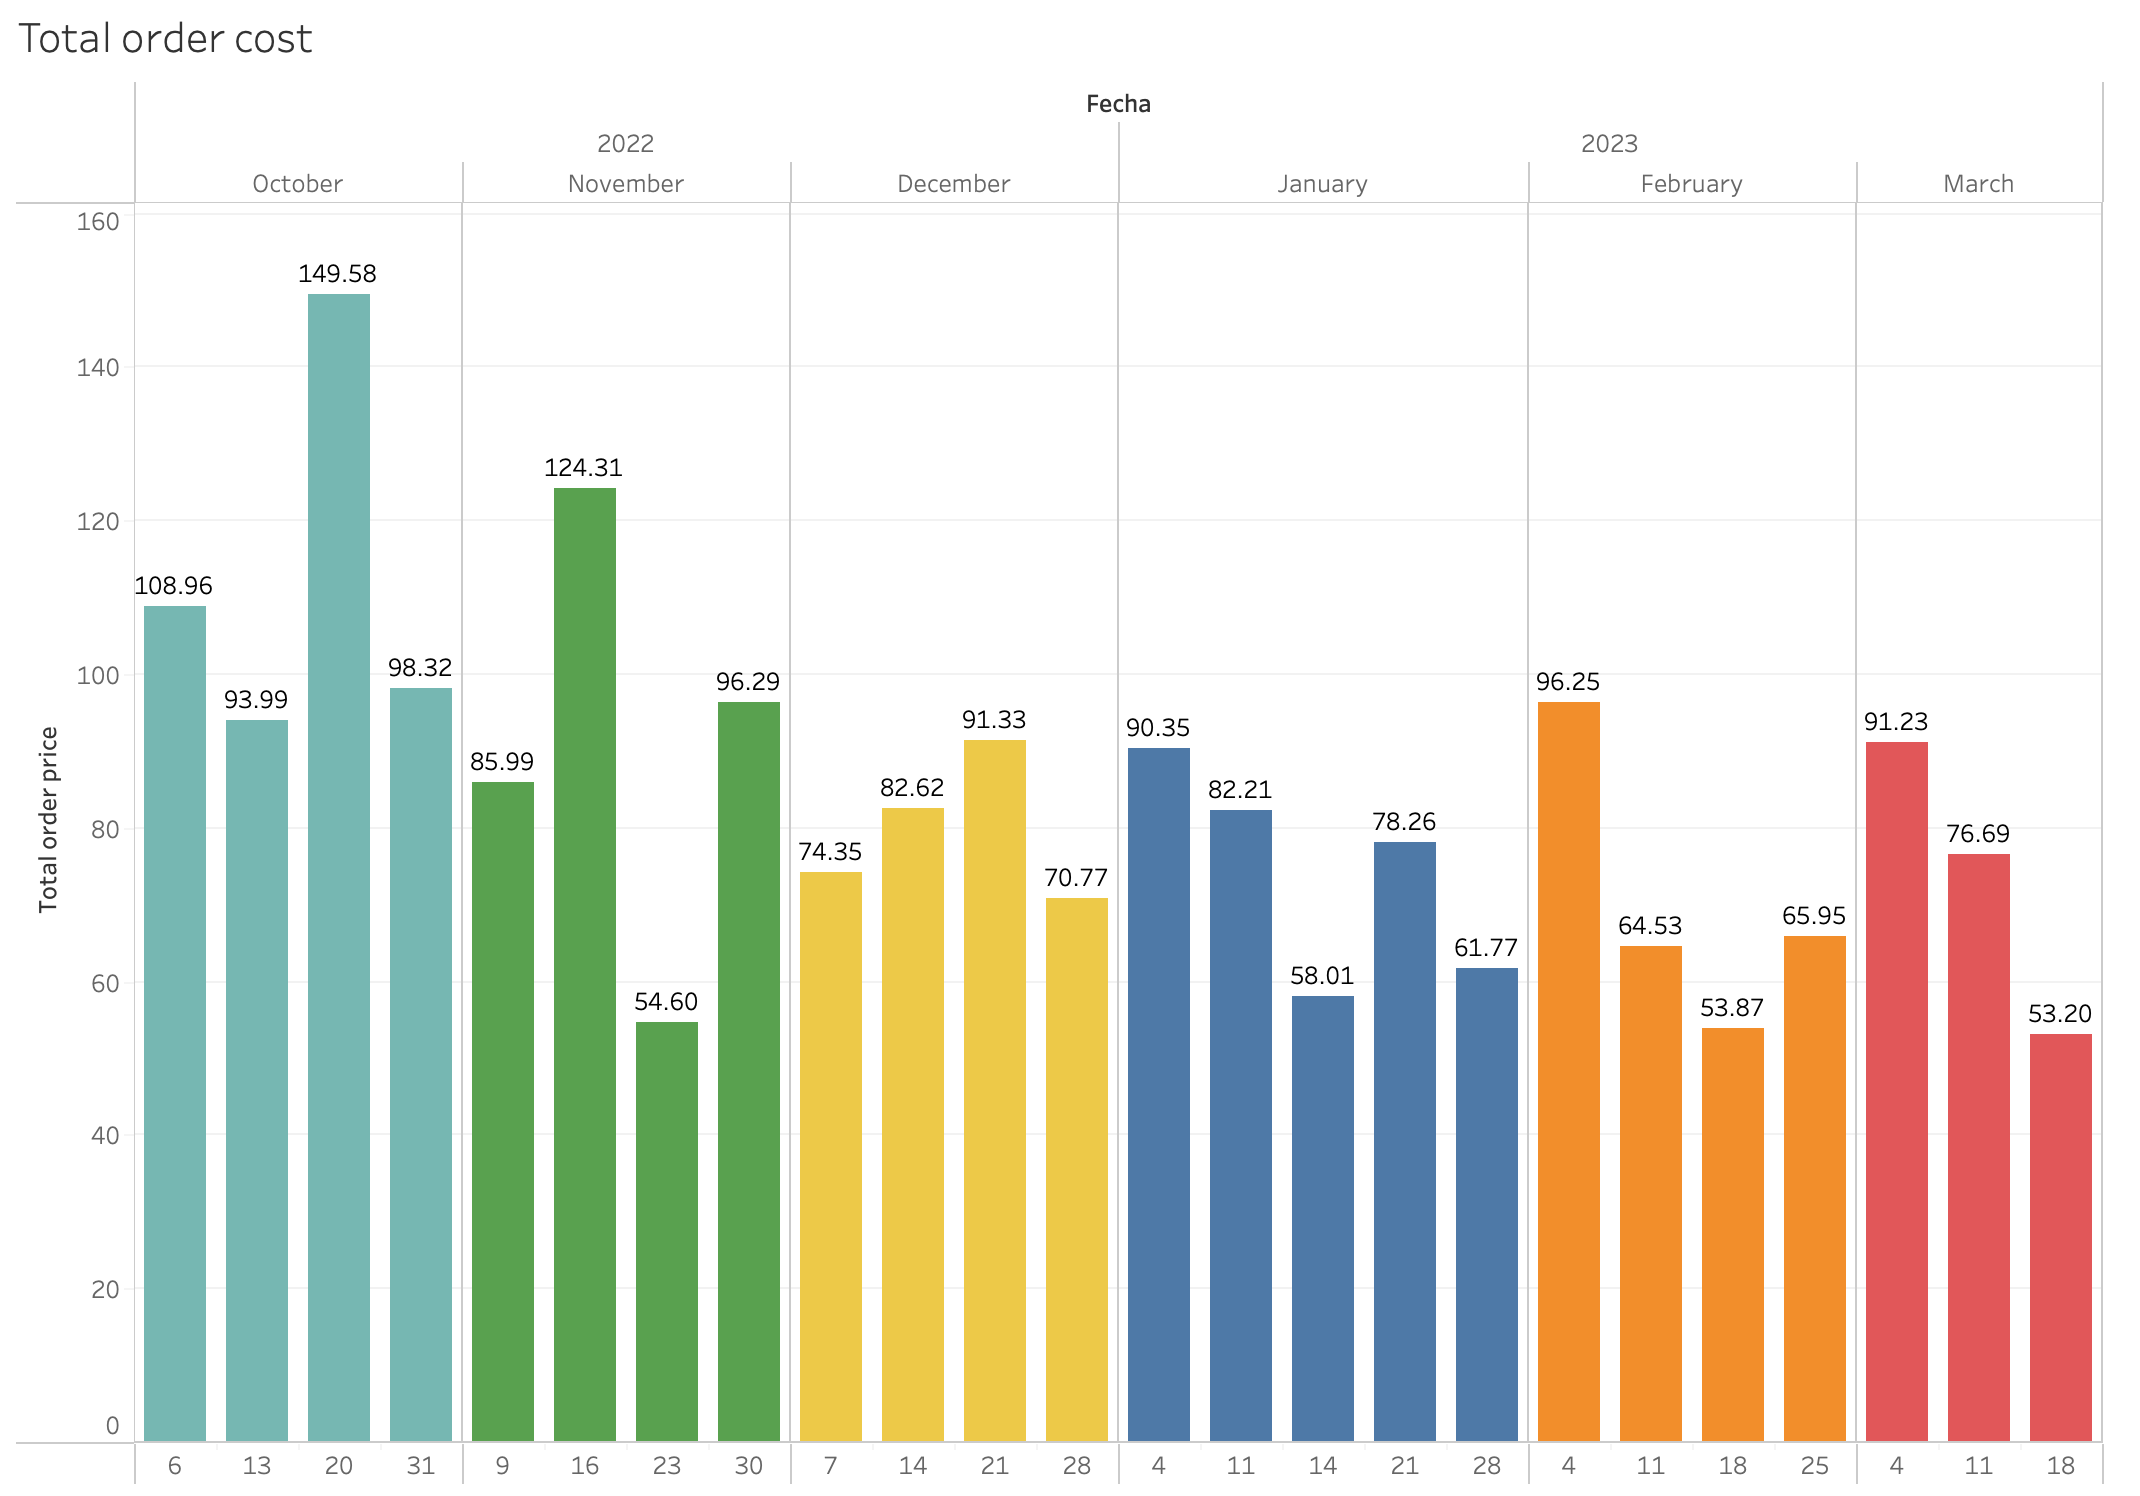 Total order cost
Fecha
2022 2023
October November December January February March
160
140
120
100
80
60
40
20
0
Total order price
108.96 93.99 149.58 98.32 85.99 124.31 54.60 96.29 74.35 82.62 91.33 70.77 90.35 82.21 58.01 78.26 61.77 96.25 64.53 53.87 65.95 91.23 76.69 53.20
6 13 20 31 9 16 23 30 7 14 21 28 4 11 14 21 28 4 11 18 25 4 11 18